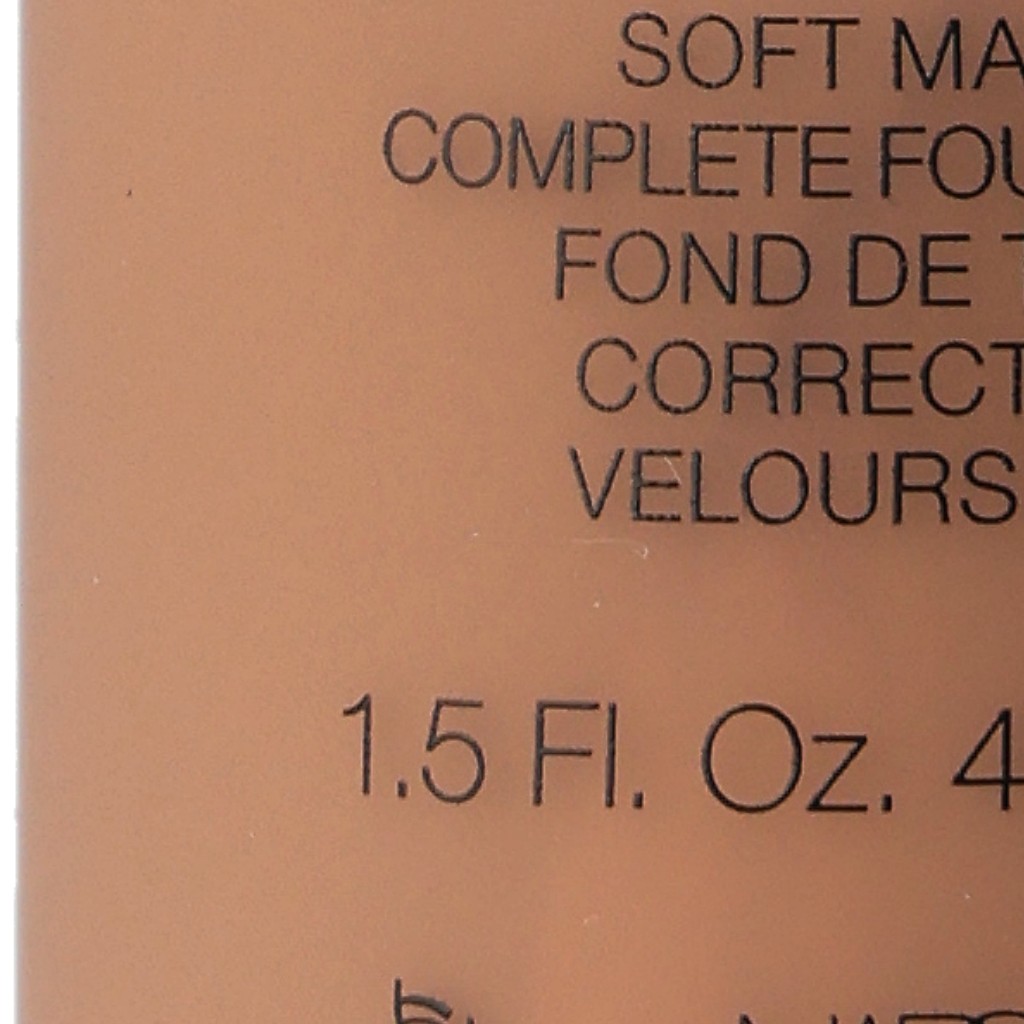 SOFT MA
COMPLETE FOU
FOND DE T
CORRECT
VELOURS
1.5 Fl. Oz. 4